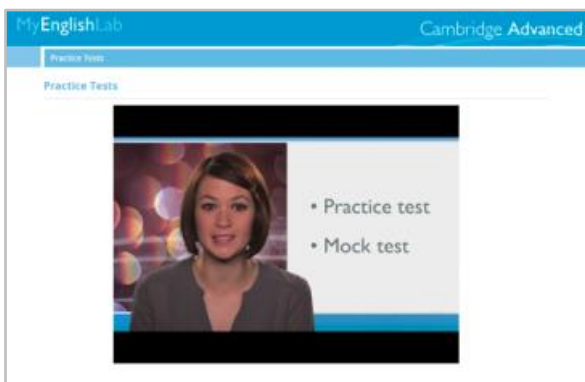 MyEnglishLab
Cambridge Advanced
Practice Tests
Practice Tests
• Practice test
• Mock test